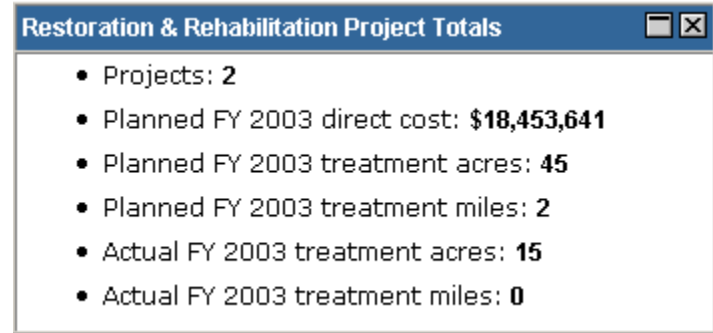 Restoration & Rehabilitation Project Totals
• Projects: 2
• Planned FY 2003 direct cost: $18,453,641
• Planned FY 2003 treatment acres: 45
• Planned FY 2003 treatment miles: 2
• Actual FY 2003 treatment acres: 15
• Actual FY 2003 treatment miles: 0